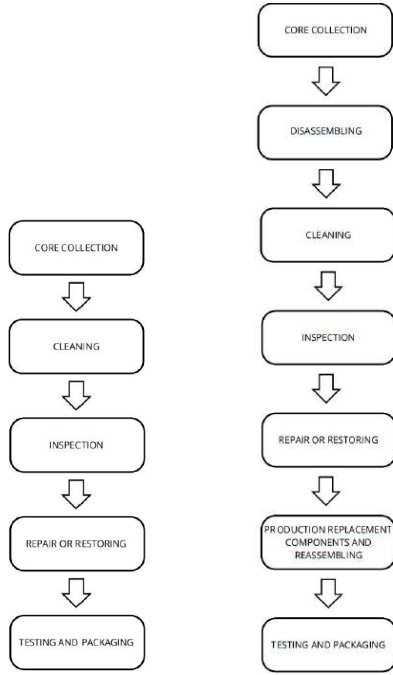 CORE COLLECTION
CLEANING
INSPECTION
REPAIR OR RESTORING
TESTING AND PACKAGING
CORE COLLECTION
DISASSEMBLING
CLEANING
INSPECTION
REPAIR OR RESTORING
PRODUCTION REPLACEMENT
COMPONENTS AND
REASSEMBLING
TESTING AND PACKAGING